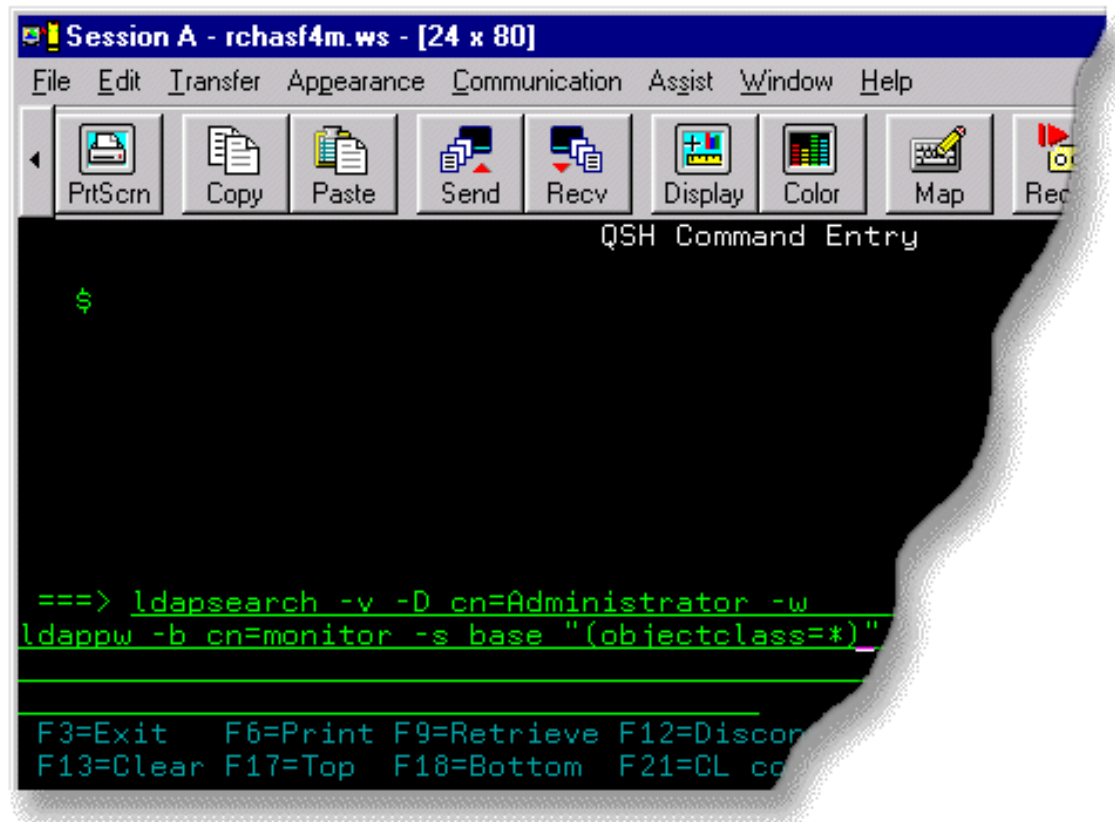 Session A - rchasf4m.ws - [24 x 80]
File Edit Transfer Appearance Communication Assist Window Help
PrtScrn Copy Paste Send Recv Display Color Map
QSH Command Entry
$
===> ldapsearch -v -D cn=Administrator -w
ldappw -b cn=monitor -s base "(objectclass=*)"
F3=Exit F6=Print F9=Retrieve
F13=Clear F17=Top F18=Bottom F21=CL